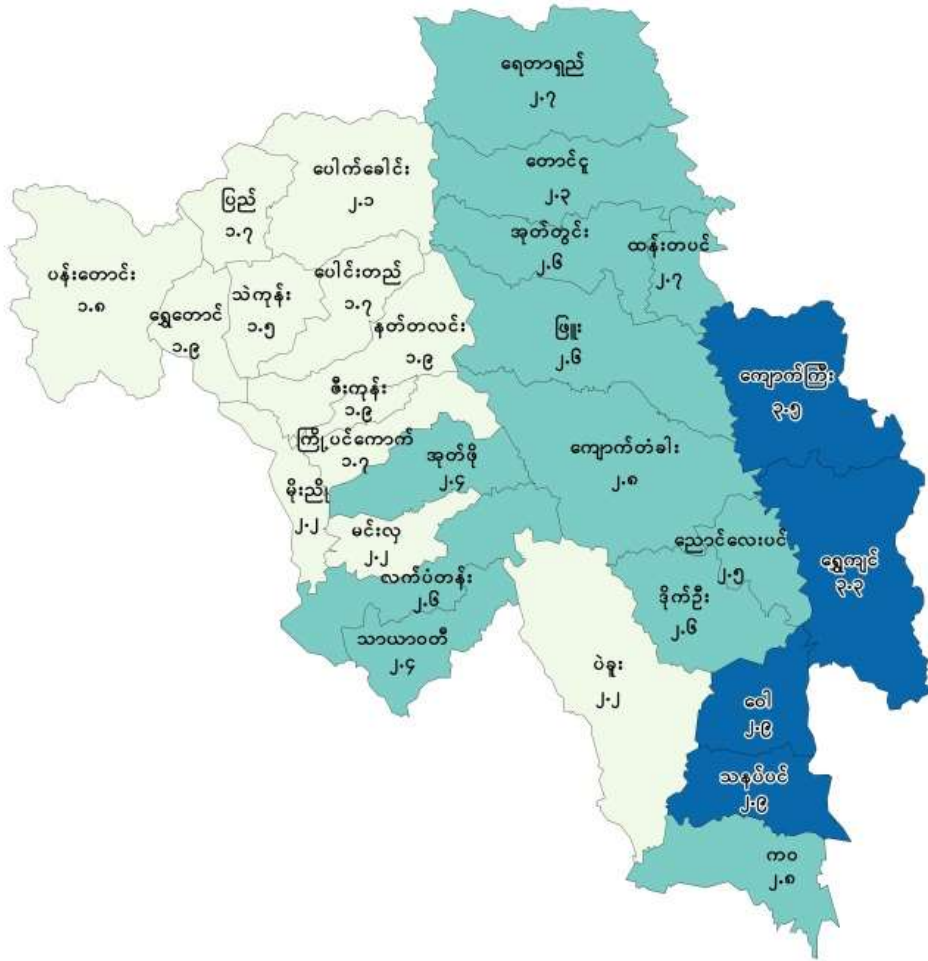 ရေတာရှည်
၂.၇
တောင်ငူ
၂.၃
ပေါက်ခေါင်း
၂.၁
ပြည်
၁.၇
အုတ်တွင်း
၂.၆
ထန်းတပင်
၂.၇
ပန်းတောင်း
၁.၈
ပေါင်းတည်
၁.၇
သဲကုန်း
၁.၅
ရွှေတောင်
၁.၉
နတ်တလင်း
၁.၉
ဖြူး
၂.၆
ကျောက်ကြီး
၃.၅
ဇီးကုန်း
၁.၉
ကြို့ပင်ကောက်
၁.၇
အုတ်ဖို
၂.၄
ကျောက်တံခါး
၂.၈
မိုးညို
၂.၂
မင်းလှ
၂.၂
ညောင်လေးပင်
၂.၅
ရွှေကျင်
၃.၃
လက်ပံတန်း
၂.၆
ဒိုက်ဦး
၂.၆
သာယာဝတီ
၂.၄
ပဲခူး
၂.၂
ဝေါ
၂.၉
သနပ်ပင်
၂.၉
ကဝ
၂.၈